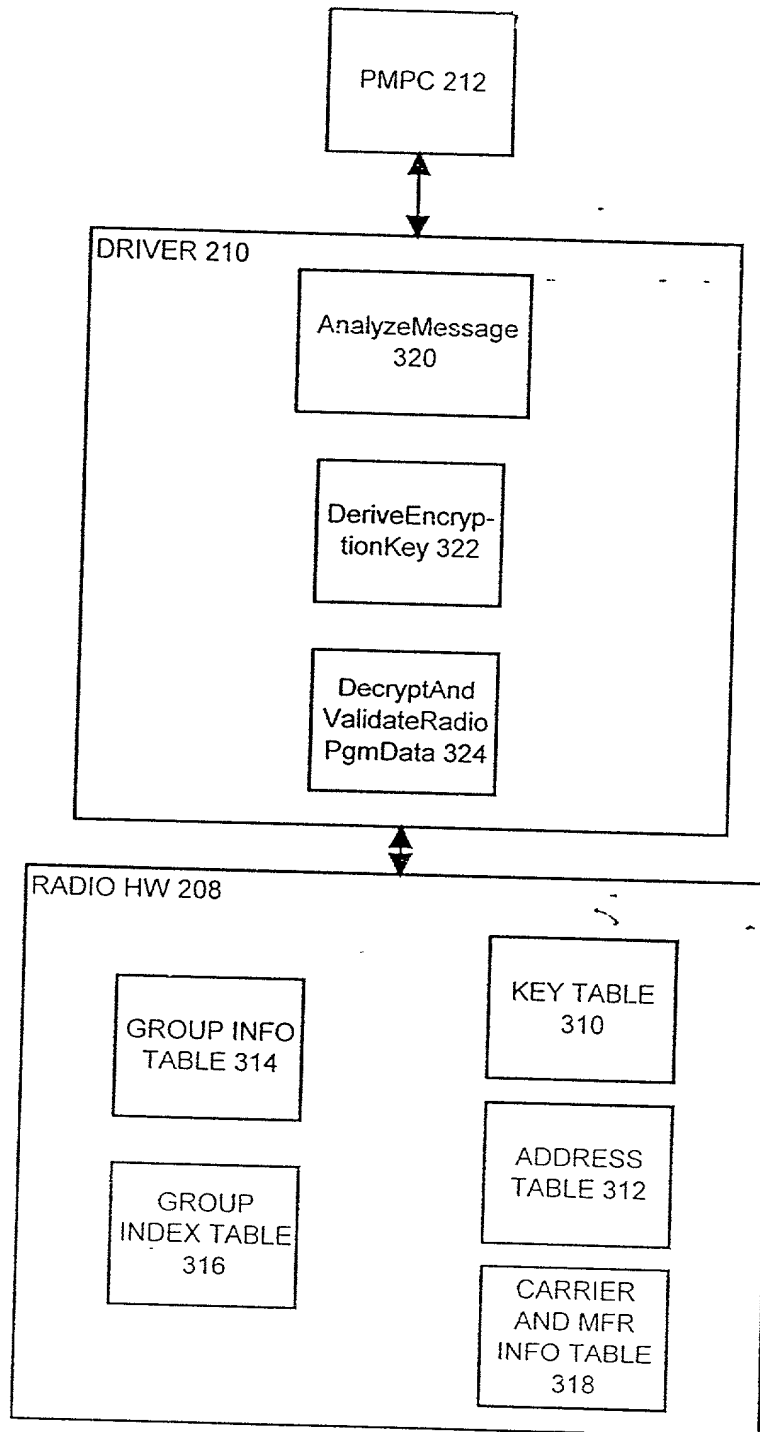 PMPC 212
DRIVER 210
AnalyzeMessage
320
DeriveEncryp-
tionKey 322
DecryptAnd
ValidateRadio
PgmData 324
RADIO HW 208
GROUP INFO
TABLE 314
GROUP
INDEX TABLE
316
KEY TABLE
310
ADDRESS
TABLE 312
CARRIER
AND MFR
INFO TABLE
318